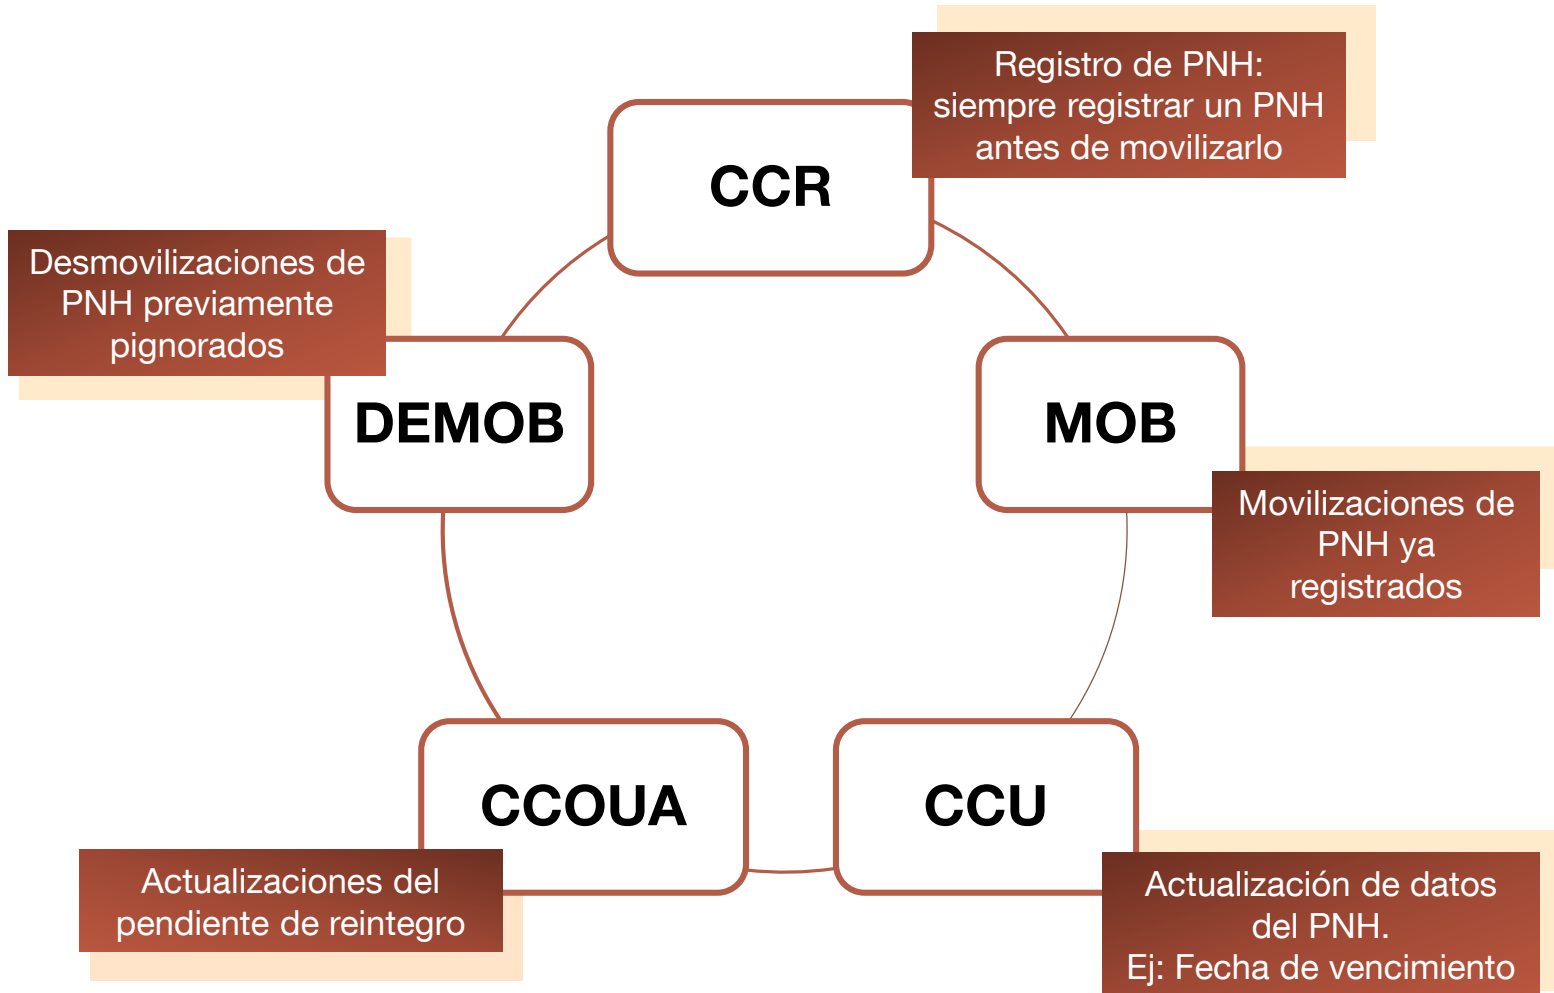 CCR
Registro de PNH:
siempre registrar un PNH
antes de movilizarlo
MOB
Movilizaciones de
PNH ya
registrados
CCU
Actualización de datos
del PNH.
Ej: Fecha de vencimiento
CCOUA
Actualizaciones del
pendiente de reintegro
DEMOB
Desmovilizaciones de
PNH previamente
pignorados